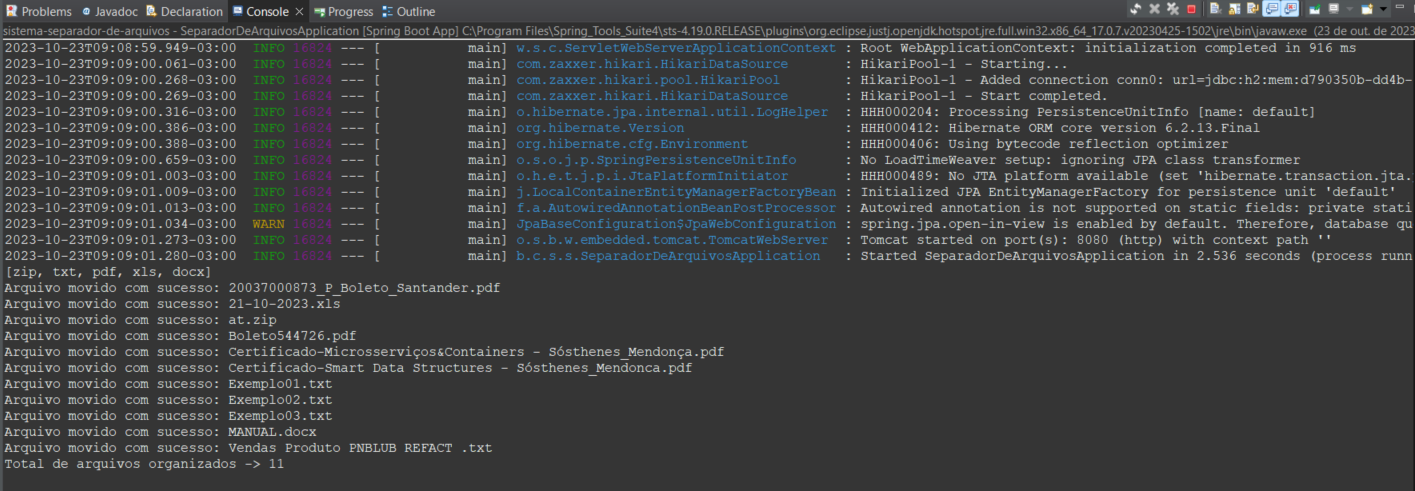 Problems Javadoc Declaration Console Progress Outline
sistema-separador-de-arquivos - SeparadorDeArquivosApplication [Spring Boot App] C:\Program Files\Spring_Tools_Suite4\sts-4.19.0.RELEASE\plugins\org.eclipse.justj.openjdk.hotspot.jre.full.win32.x86_64_17.0.7.v20230425-1502\jre\bin\javaw.exe (23 de out. de 2023
2023-10-23T09:08:59.949-03:00 INFO 16524 --- [ main] w.s.c.ServletWebServerApplicationContext : Root WebApplicationContext: initialization completed in 916 ms
2023-10-23T09:09:00.061-03:00 INFO 16524 --- [ main] com.zaxxer.hikari.HikariDataSource : HikariPool-1 - Starting...
2023-10-23T09:09:00.268-03:00 INFO 16524 --- [ main] com.zaxxer.hikari.pool.HikariPool : HikariPool-1 - Added connection conn0: url=jdbc:h2:mem:d790350b-dd4b-
2023-10-23T09:09:00.269-03:00 INFO 16524 --- [ main] com.zaxxer.hikari.HikariDataSource : HikariPool-1 - Start completed.
2023-10-23T09:09:00.316-03:00 INFO 16524 --- [ main] o.hibernate.jpa.internal.util.LogHelper : HHH000204: Processing PersistenceUnitInfo [name: default]
2023-10-23T09:09:00.386-03:00 INFO 16524 --- [ main] org.hibernate.Version : HHH000412: Hibernate ORM core version 6.2.13.Final
2023-10-23T09:09:00.388-03:00 INFO 16524 --- [ main] org.hibernate.cfg.Environment : HHH000406: Using bytecode reflection optimizer
2023-10-23T09:09:00.659-03:00 INFO 16524 --- [ main] o.s.o.j.p.SpringPersistenceUnitInfo : No LoadTimeWeaver setup: ignoring JPA class transformer
2023-10-23T09:09:01.003-03:00 INFO 16524 --- [ main] o.h.e.t.j.p.i.JtaPlatformInitiator : HHH000489: No JTA platform available (set 'hibernate.transaction.jta.
2023-10-23T09:09:01.009-03:00 INFO 16524 --- [ main] j.LocalContainerEntityManagerFactoryBean : Initialized JPA EntityManagerFactory for persistence unit 'default'
2023-10-23T09:09:01.013-03:00 INFO 16524 --- [ main] f.a.AutowiredAnnotationBeanPostProcessor : Autowired annotation is not supported on static fields: private stati
2023-10-23T09:09:01.034-03:00 WARN 16524 --- [ main] JpaBaseConfiguration$JpaWebConfiguration : spring.jpa.open-in-view is enabled by default. Therefore, database qu
2023-10-23T09:09:01.273-03:00 INFO 16524 --- [ main] o.s.b.w.embedded.tomcat.TomcatWebServer : Tomcat started on port(s): 8080 (http) with context path ''
2023-10-23T09:09:01.280-03:00 INFO 16524 --- [ main] b.c.s.s.SeparadorDeArquivosApplication : Started SeparadorDeArquivosApplication in 2.536 seconds (process runn
[zip, txt, pdf, xls, docx]
Arquivo movido com sucesso: 20037000873_P_Boleto_Santander.pdf
Arquivo movido com sucesso: 21-10-2023.xls
Arquivo movido com sucesso: at.zip
Arquivo movido com sucesso: Boleto544726.pdf
Arquivo movido com sucesso: Certificado-Microsserviços&Containers - Sósthenes_Mendonça.pdf
Arquivo movido com sucesso: Certificado-Smart Data Structures - Sósthenes_Mendonca.pdf
Arquivo movido com sucesso: Exemplo01.txt
Arquivo movido com sucesso: Exemplo02.txt
Arquivo movido com sucesso: Exemplo03.txt
Arquivo movido com sucesso: MANUAL.docx
Arquivo movido com sucesso: Vendas Produto PNBLUB REFACT .txt
Total de arquivos organizados -> 11